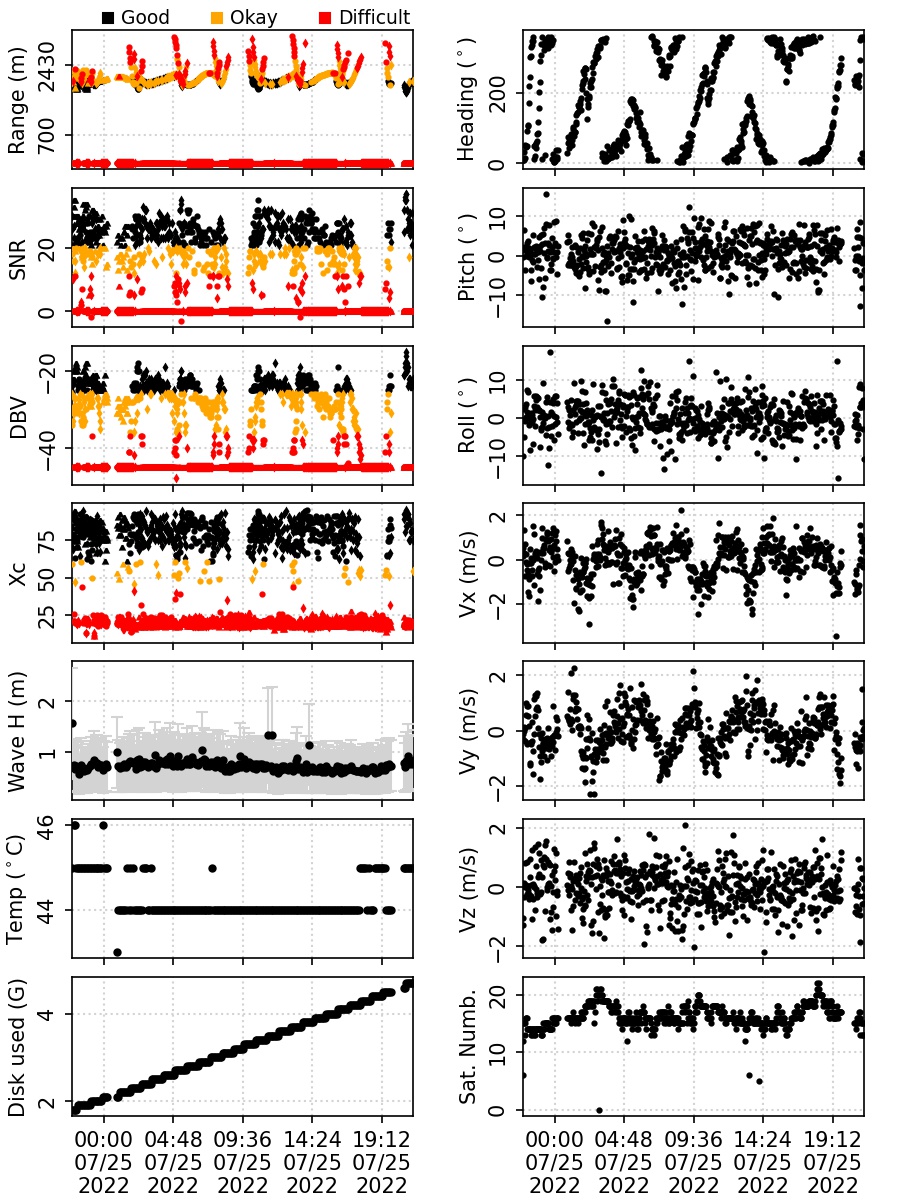 Good Okay Difficult
Range (m)
2430
700
Heading (°)
200
0
SNR
20
0
Pitch (°)
10
0
−10
DBV
−20
−40
Roll (°)
10
0
−10
Xc
75
50
25
Vx (m/s)
2
0
−2
Wave H (m)
2
1
Vy (m/s)
2
0
−2
Temp (°C)
46
44
Vz (m/s)
2
0
−2
Disk used (G)
4
2
Sat. Numb.
20
10
0
00:00 04:48 09:36 14:24 19:12
07/25 07/25 07/25 07/25 07/25
2022 2022 2022 2022 2022
00:00 04:48 09:36 14:24 19:12
07/25 07/25 07/25 07/25 07/25
2022 2022 2022 2022 2022